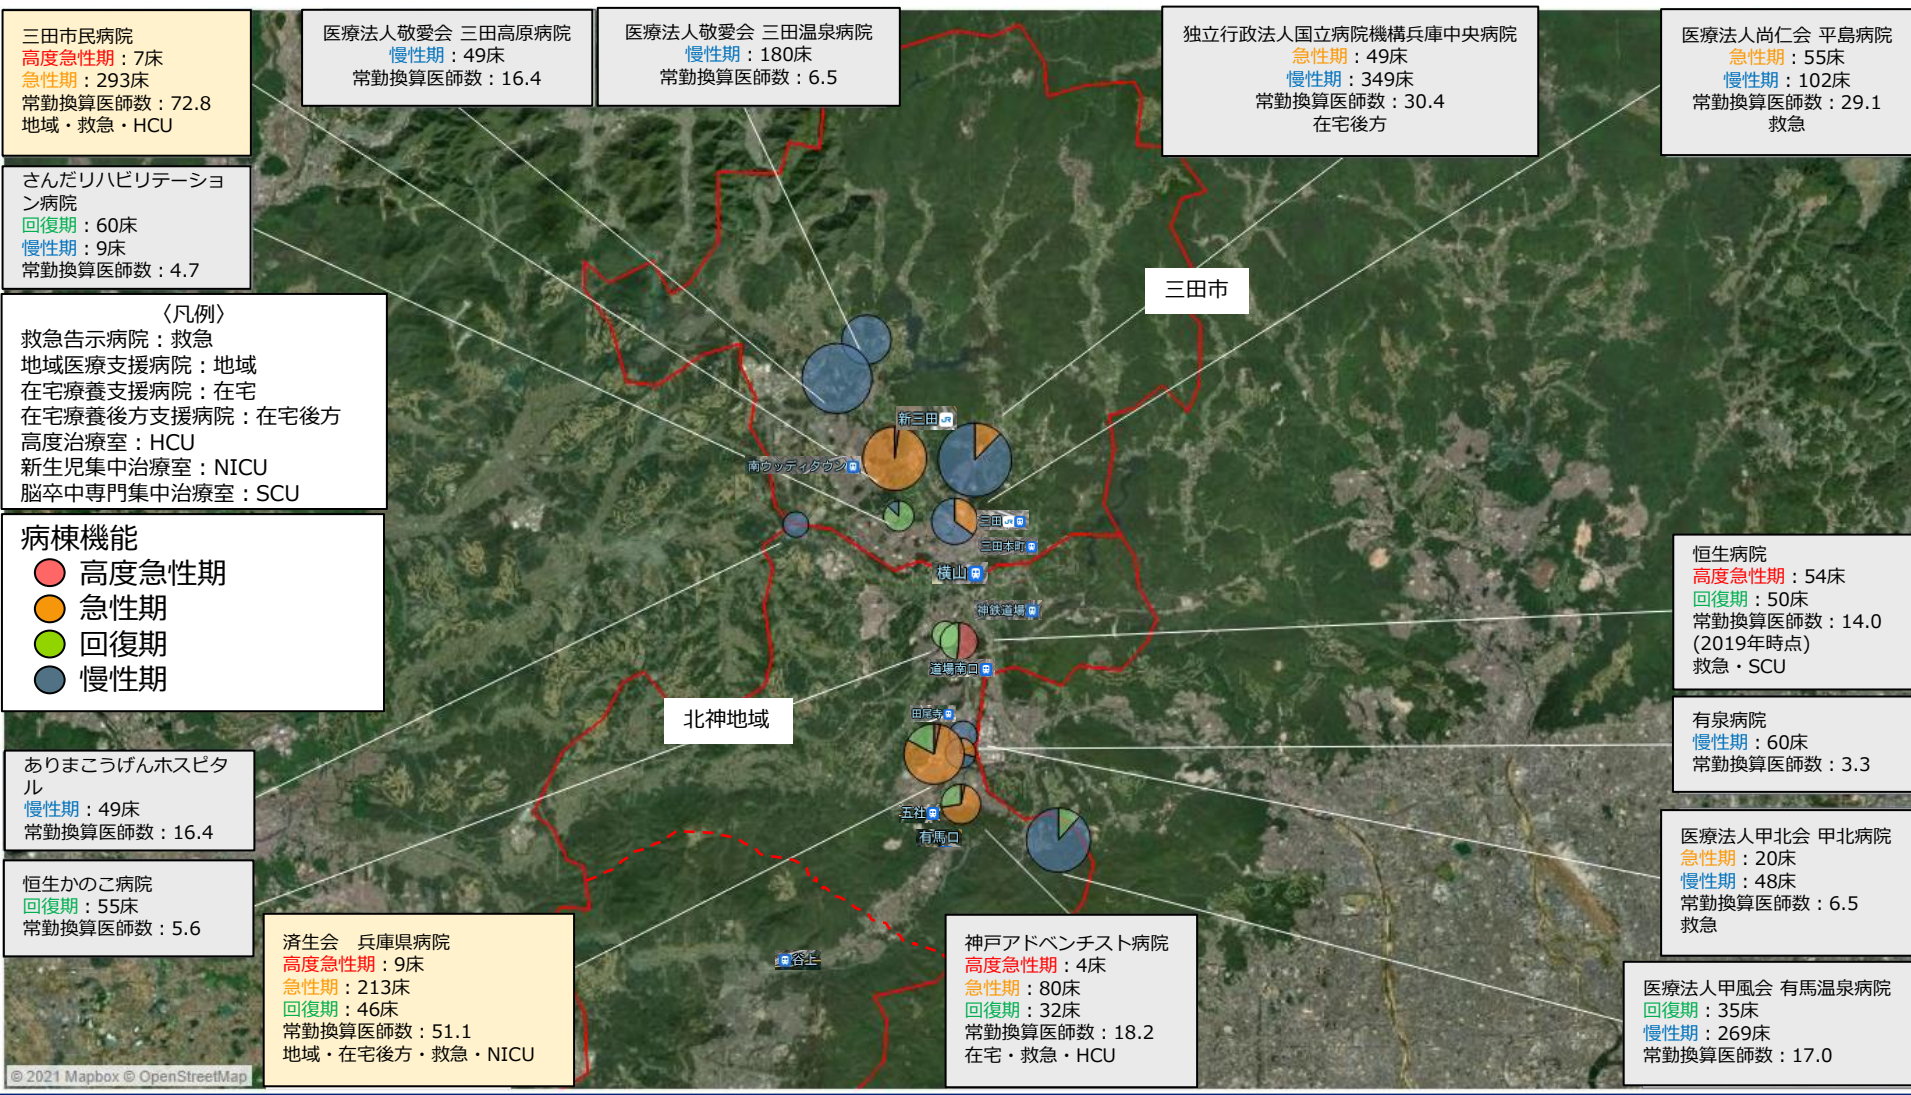 三田市民病院
高度急性期：7床
急性期：293床
常勤換算医師数：72.8
地域・救急・HCU
医療法人敬愛会 三田高原病院
慢性期：49床
常勤換算医師数：16.4
医療法人敬愛会 三田温泉病院
慢性期：180床
常勤換算医師数：6.5
独立行政法人国立病院機構兵庫中央病院
急性期：49床
慢性期：349床
常勤換算医師数：30.4
在宅後方
医療法人尚仁会 平島病院
急性期：55床
慢性期：102床
常勤換算医師数：29.1
救急
さんだリハビリテーショ
ン病院
回復期：60床
慢性期：9床
常勤換算医師数：4.7
〈凡例〉
救急告示病院：救急
地域医療支援病院：地域
在宅療養支援病院：在宅
在宅療養後方支援病院：在宅後方
高度治療室：HCU
新生児集中治療室：NICU
脳卒中専門集中治療室：SCU
病棟機能
高度急性期
急性期
回復期
慢性期
三田市
新三田 JR
南ウッディタウン
三田 JR
三田本町
横山
神鉄道場
道場南口
北神地域
田尾寺
五社
有馬口
谷上
恒生病院
高度急性期：54床
回復期：50床
常勤換算医師数：14.0
(2019年時点)
救急・SCU
有泉病院
慢性期：60床
常勤換算医師数：3.3
ありまこうげんホスピタ
ル
慢性期：49床
常勤換算医師数：16.4
医療法人甲北会 甲北病院
急性期：20床
慢性期：48床
常勤換算医師数：6.5
救急
恒生かのこ病院
回復期：55床
常勤換算医師数：5.6
済生会　兵庫県病院
高度急性期：9床
急性期：213床
回復期：46床
常勤換算医師数：51.1
地域・在宅後方・救急・NICU
神戸アドベンチスト病院
高度急性期：4床
急性期：80床
回復期：32床
常勤換算医師数：18.2
在宅・救急・HCU
医療法人甲風会 有馬温泉病院
回復期：35床
慢性期：269床
常勤換算医師数：17.0
© 2021 Mapbox © OpenStreetMap